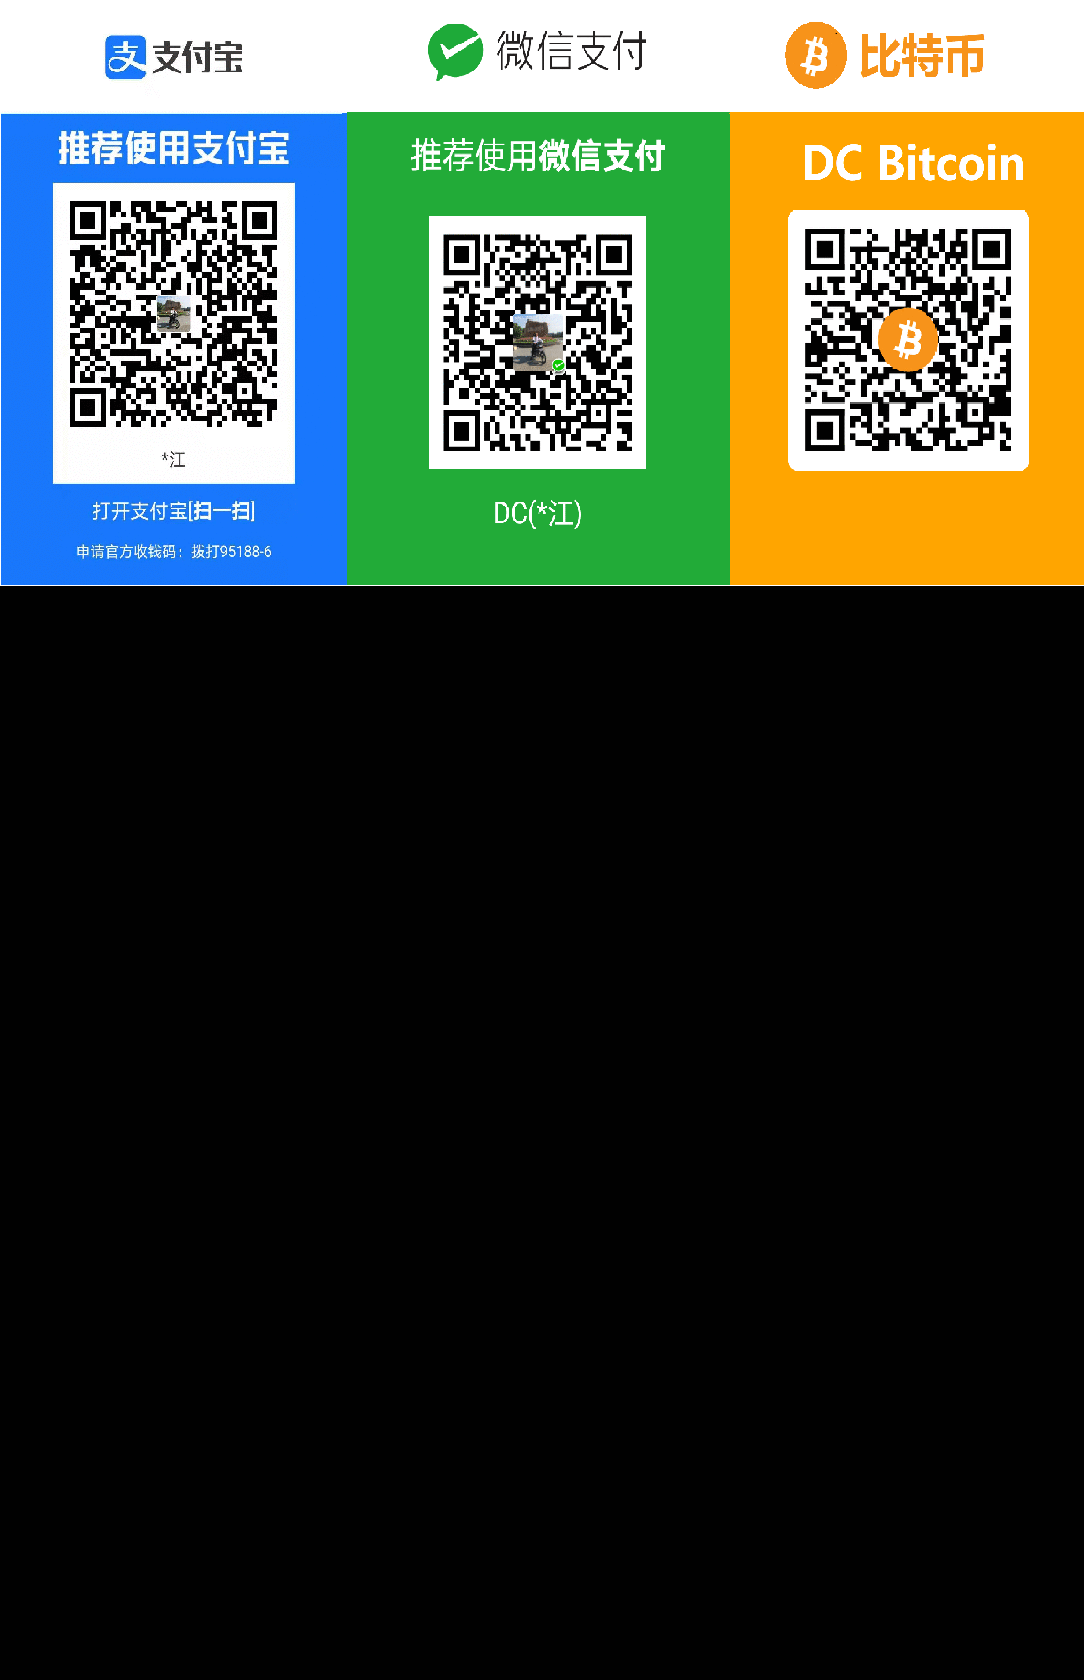 支付宝
推荐使用支付宝
*江
打开支付宝[扫一扫]
申请官方收钱码：拨打95188-6
微信支付
推荐使用微信支付
DC(*江)
比特币
DC Bitcoin